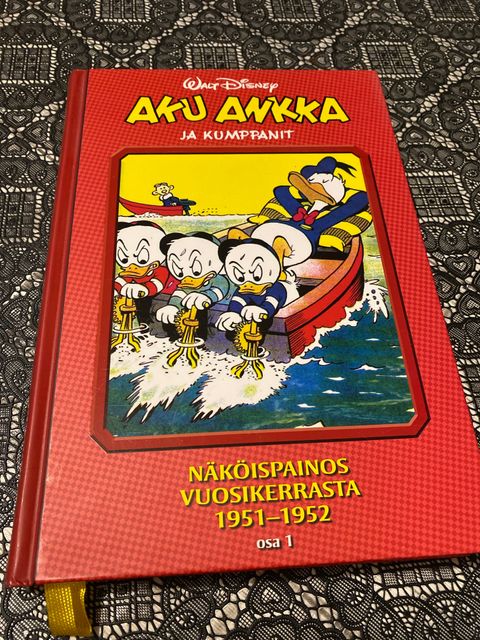 Walt Disney
AKU ANKKA
JA KUMPPANIT
NÄKÖISPAINOS
VUOSIKERRASTA
1951–1952
osa 1